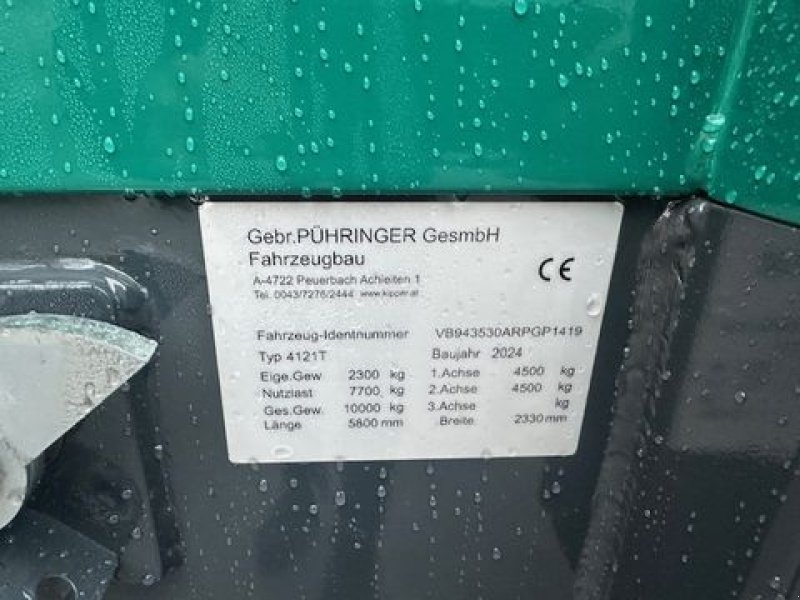 Gebr.PÜHRINGER GesmbH
Fahrzeugbau
A-4722 Peuerbach Achleiten 1
Tel. 0043/7276/2444 www.kipper.at
CE
Fahrzeug-Identnummer VB943530ARPGP1419
Typ 4121T Baujahr 2024
Eige.Gew 2300 kg 1.Achse 4500 kg
Nutzlast 7700 kg 2.Achse 4500 kg
Ges.Gew. 10000 kg 3.Achse kg
Länge 5800 mm Breite 2330 mm